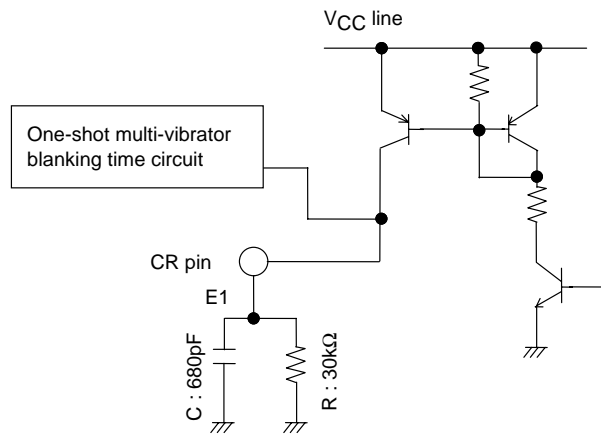 VCC line
One-shot multi-vibrator
blanking time circuit
CR pin
E1
C : 680pF
R : 30kΩ